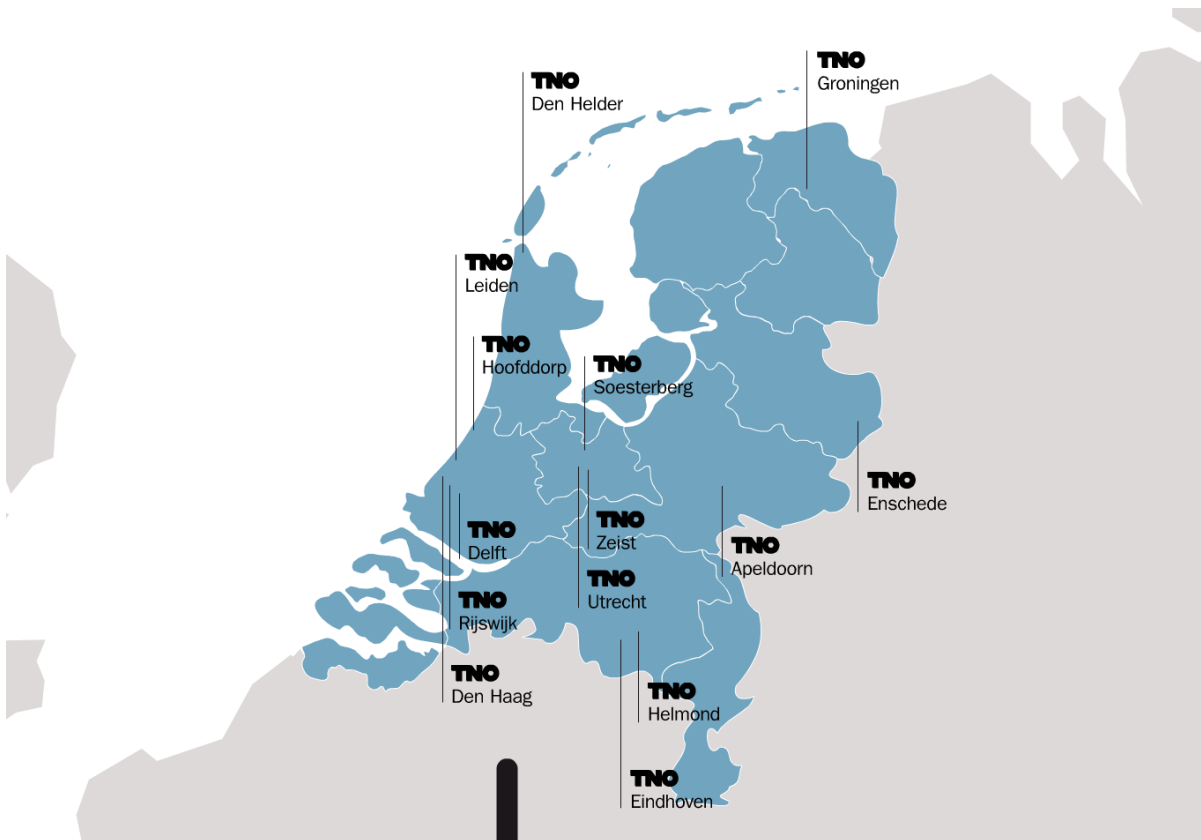 TNO
Groningen
TNO
Den Helder
TNO
Leiden
TNO
Hoofddorp
TNO
Soesterberg
TNO
Enschede
TNO
Delft
TNO
Zeist
TNO
Apeldoorn
TNO
Rijswijk
TNO
Utrecht
TNO
Den Haag
TNO
Helmond
TNO
Eindhoven